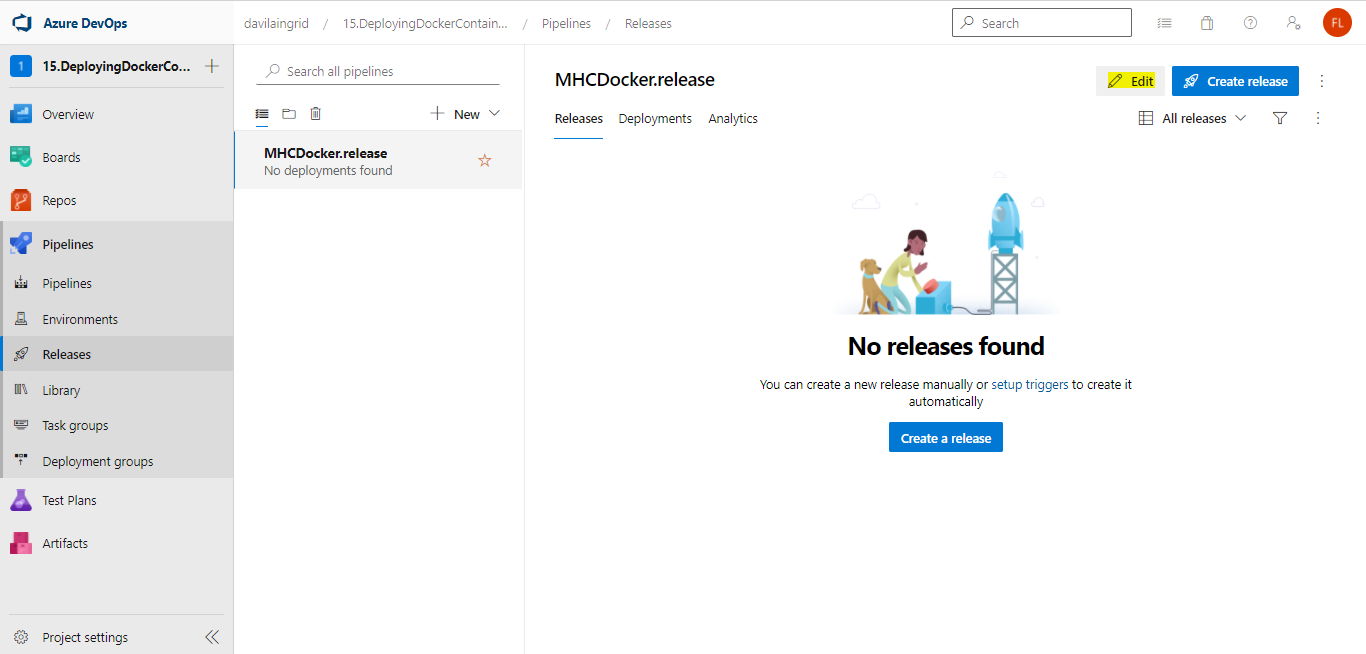 Azure DevOps
davilaingrid / 15.DeployingDockerContain... / Pipelines / Releases
Search
FL
1 15.DeployingDockerCo...
Overview
Boards
Repos
Pipelines
Pipelines
Environments
Releases
Library
Task groups
Deployment groups
Test Plans
Artifacts
Project settings
Search all pipelines
New
MHCDocker.release
No deployments found
MHCDocker.release
Edit
Create release
Releases Deployments Analytics
All releases
No releases found
You can create a new release manually or setup triggers to create it
automatically
Create a release